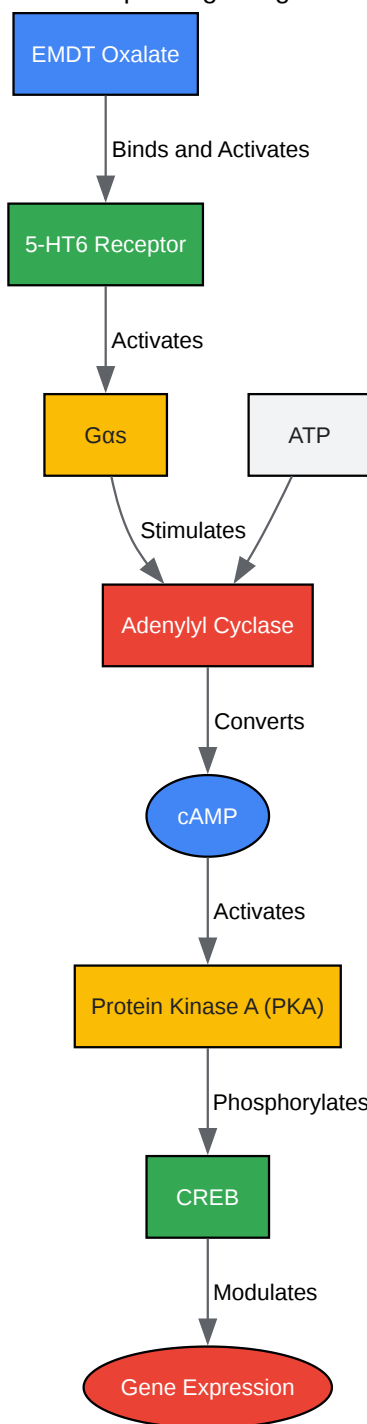 EMDT Oxalate
Binds and Activates
5-HT6 Receptor
Activates
Gαs
ATP
Stimulates
Adenylyl Cyclase
Converts
cAMP
Activates
Protein Kinase A (PKA)
Phosphorylates
CREB
Modulates
Gene Expression